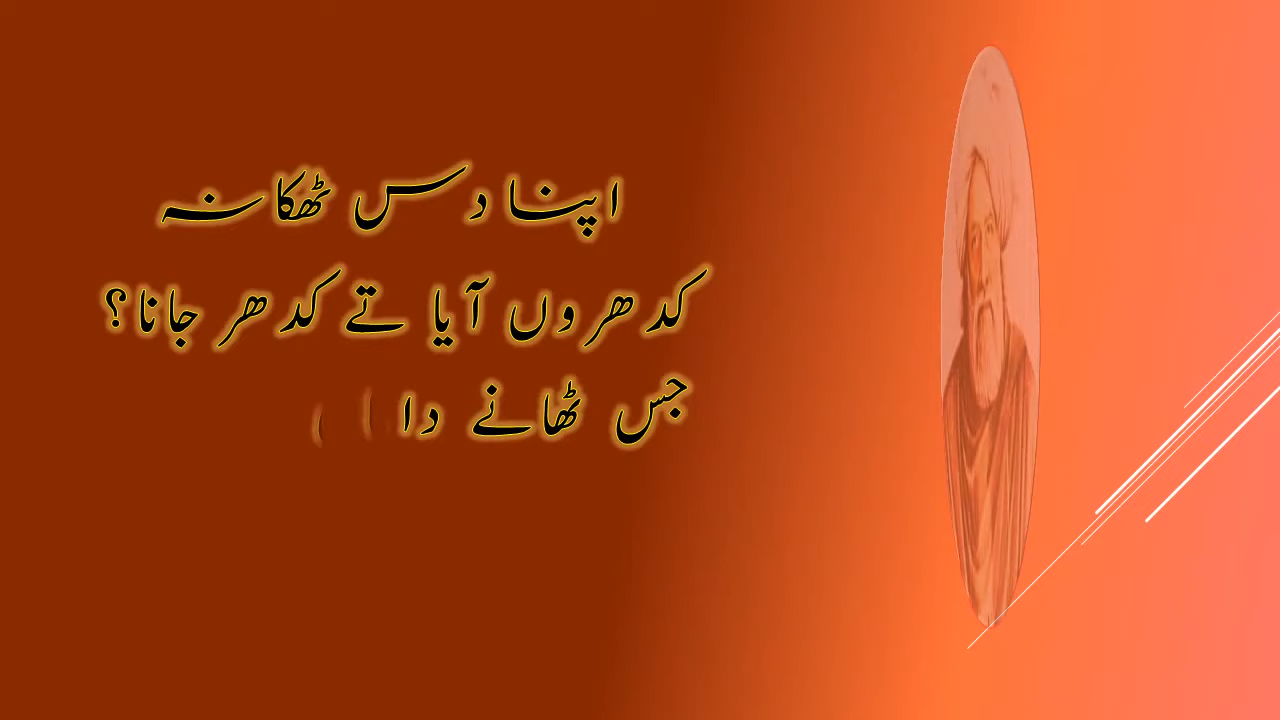 اپنا دس ٹھکانہ
کدھروں آیا تے کدھر جانا؟
جس ٹھانے دا